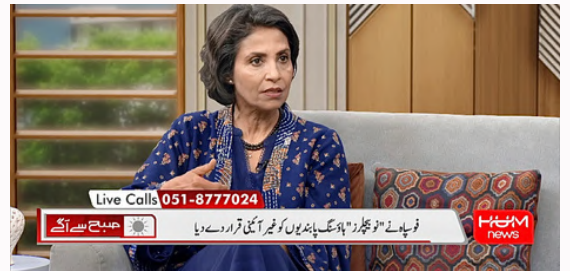 Live Calls 051-8777024
فوسپاہ نے "نو بیچلرز" ہاؤسنگ پابندیوں کو غیر آئینی قرار دے دیا
صبح سے آگے
HUM
news